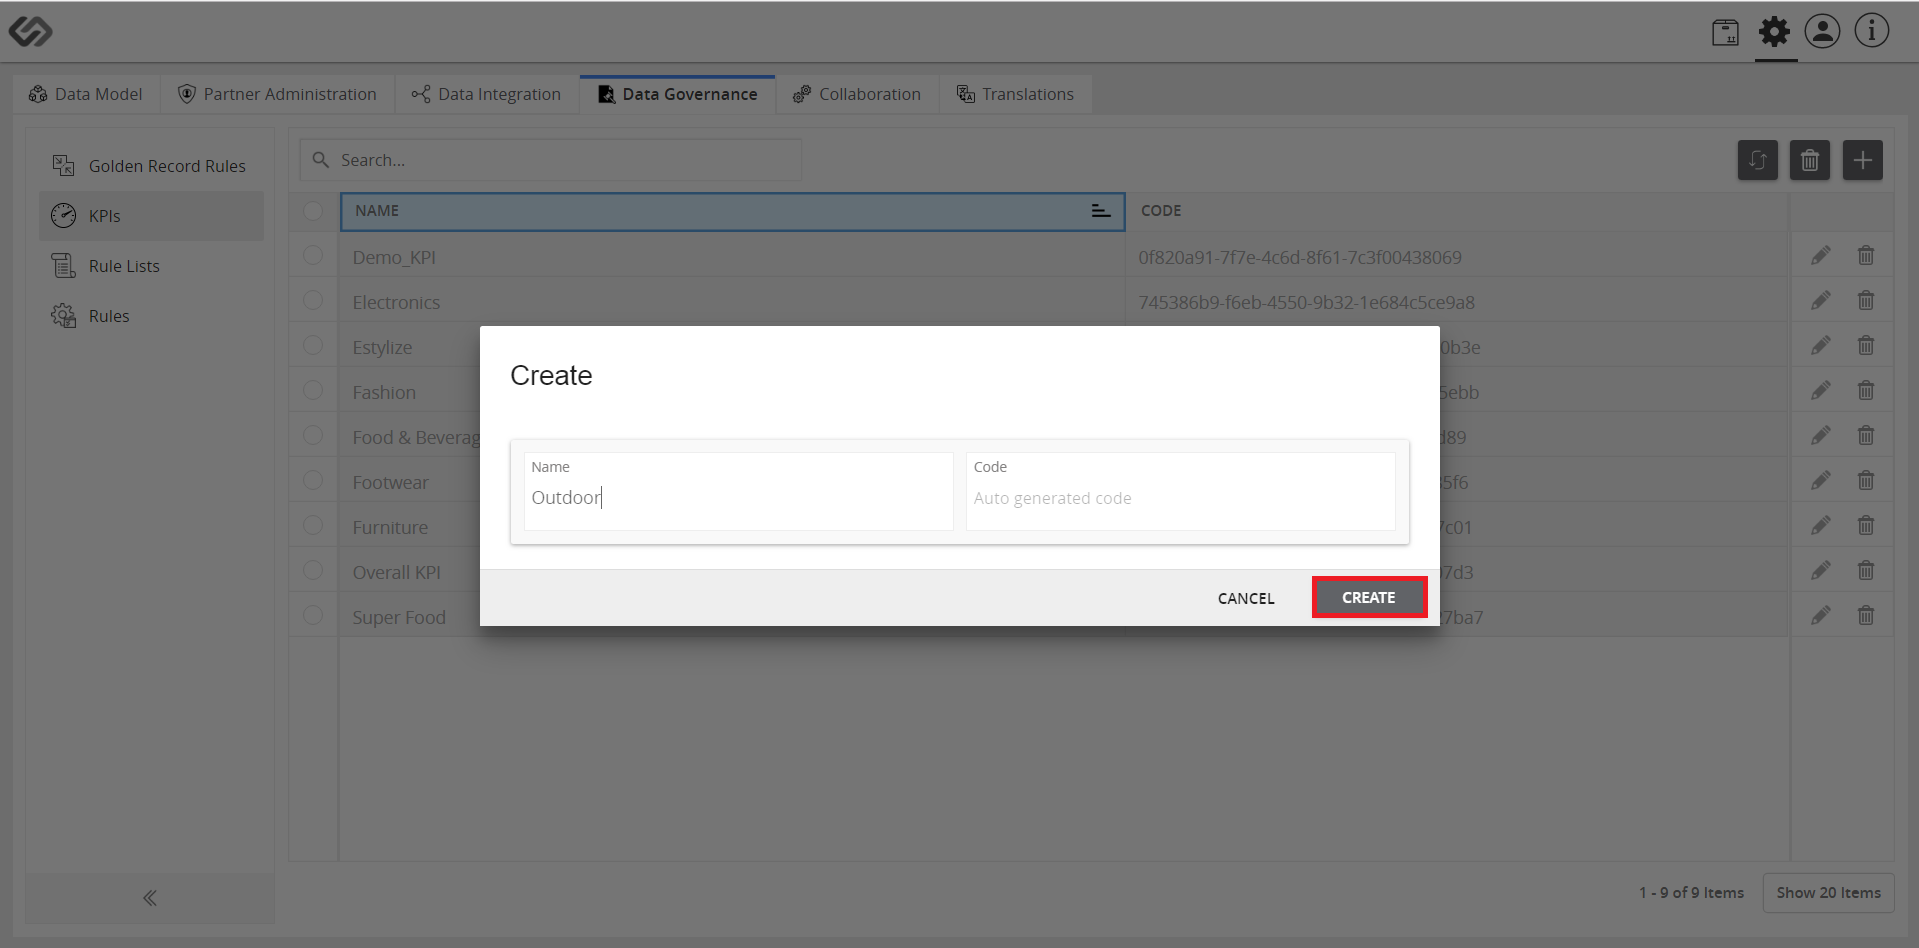 Data Model Partner Administration Data Integration Data Governance Collaboration Translations
Golden Record Rules
KPIs
Rule Lists
Rules
Search...
NAME CODE
Demo_KPI 0f820a91-7f7e-4c6d-8f61-7c3f00438069
Electronics 745386b9-f6eb-4550-9b32-1e684c5ce9a8
Estylize 0b3e
Fashion 5ebb
Food & Beverag d89
Footwear 5f6
Furniture 7c01
Overall KPI 7d3
Super Food 27ba7
Create
Name
Outdoor
Code
Auto generated code
CANCEL CREATE
1 - 9 of 9 Items Show 20 Items